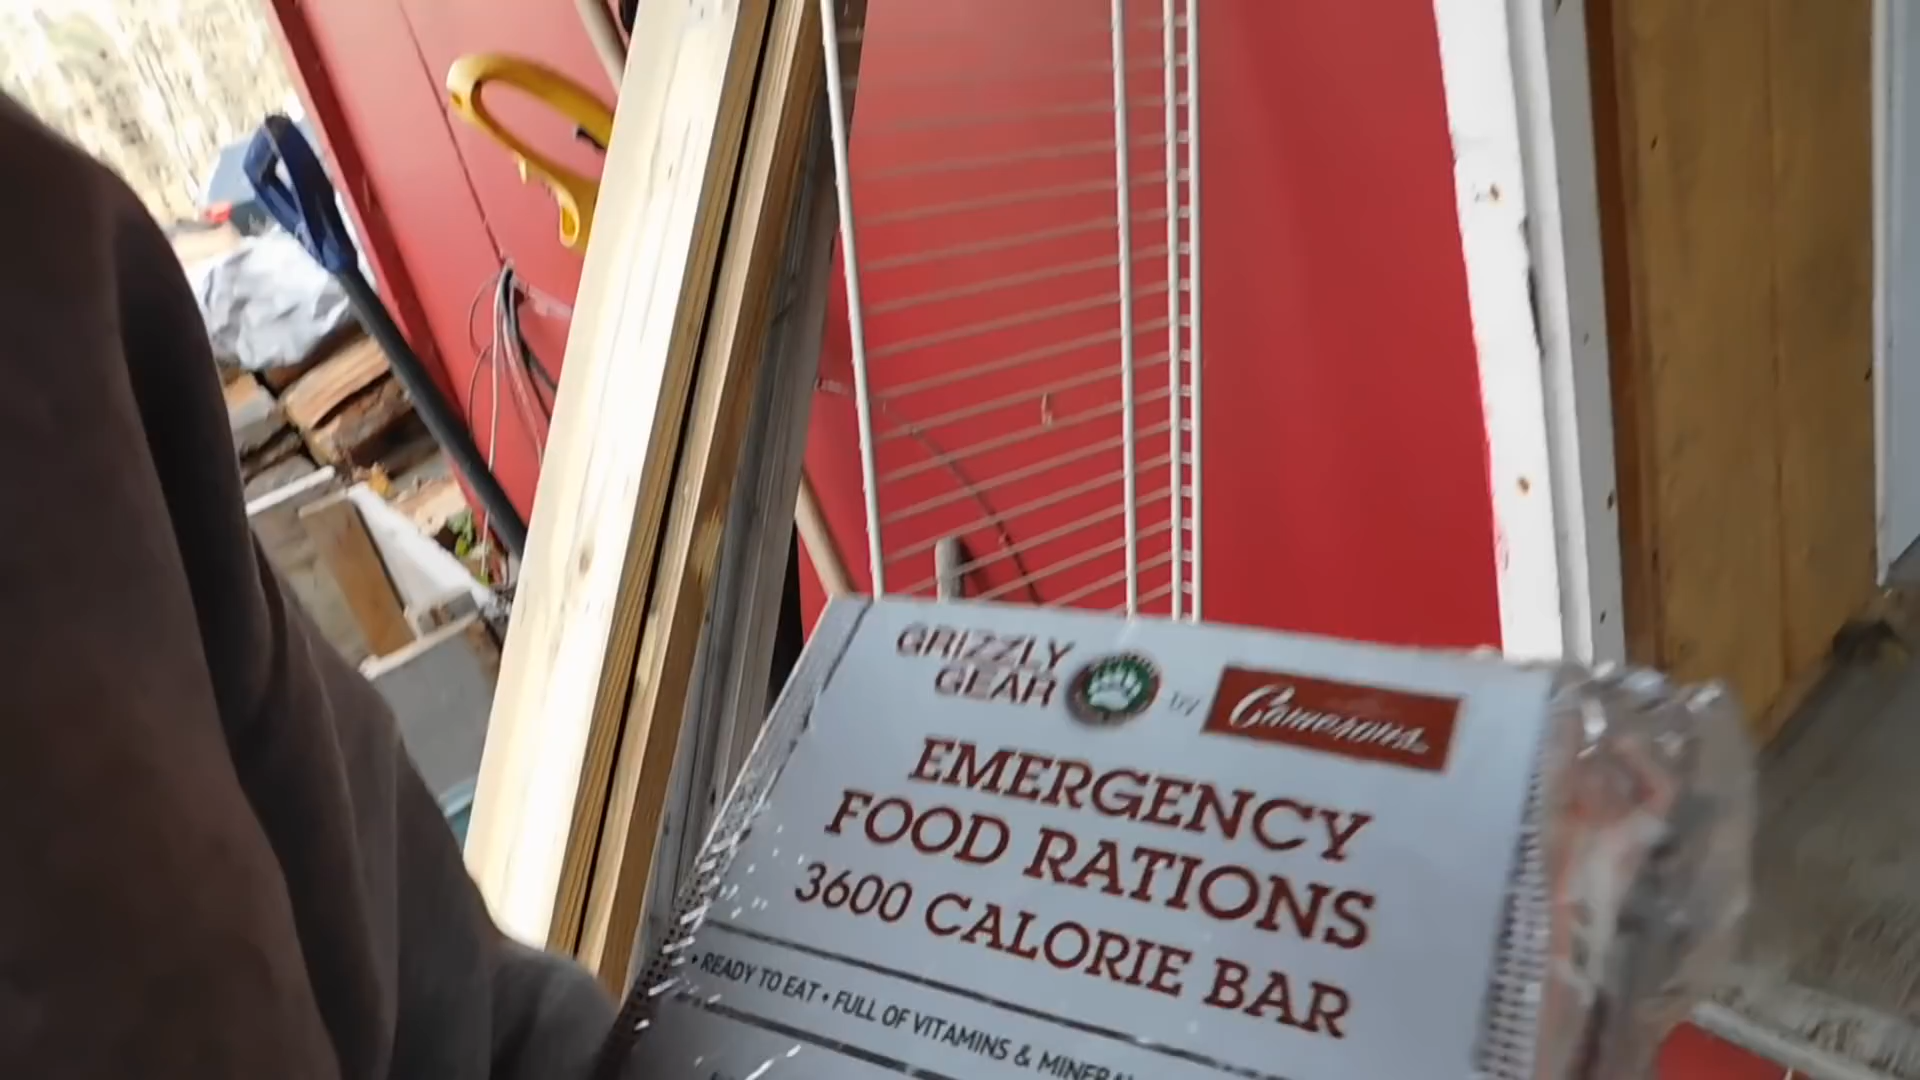 GRIZZLY
GEAR
by
Camerons
EMERGENCY
FOOD RATIONS
3600 CALORIE BAR
• READY TO EAT • FULL OF VITAMINS &